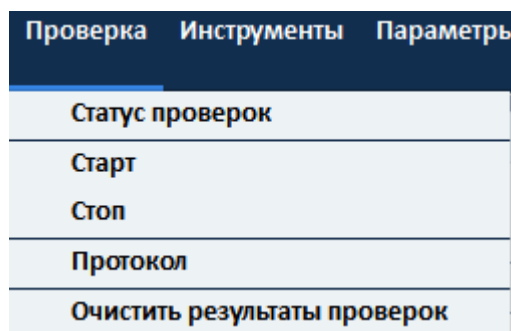 Проверка Инструменты Параметры
Статус проверок
Старт
Стоп
Протокол
Очистить результаты проверок